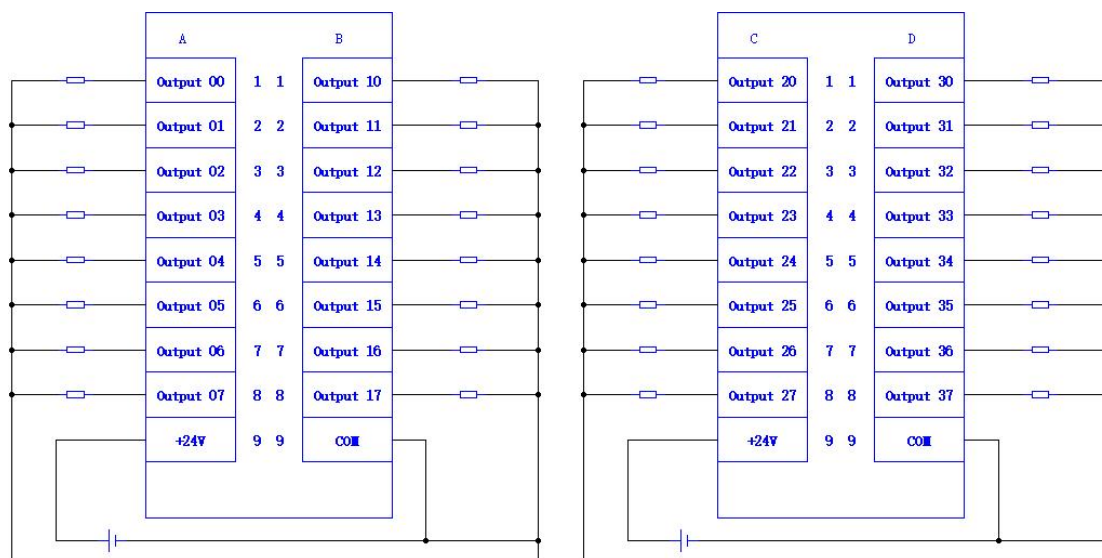 A B C D
Output 00 1 1 Output 10 Output 20 1 1 Output 30
Output 01 2 2 Output 11 Output 21 2 2 Output 31
Output 02 3 3 Output 12 Output 22 3 3 Output 32
Output 03 4 4 Output 13 Output 23 4 4 Output 33
Output 04 5 5 Output 14 Output 24 5 5 Output 34
Output 05 6 6 Output 15 Output 25 6 6 Output 35
Output 06 7 7 Output 16 Output 26 7 7 Output 36
Output 07 8 8 Output 17 Output 27 8 8 Output 37
+24V 9 9 COM +24V 9 9 COM